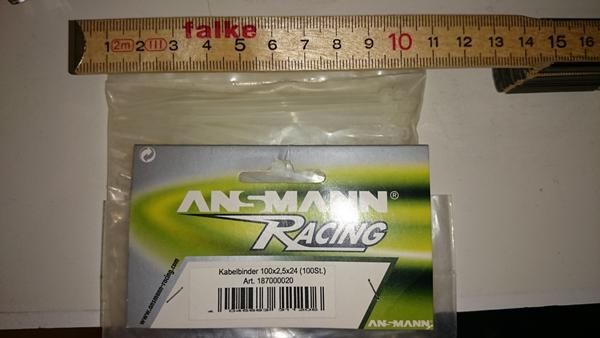 falke
1 2m III 3 4 5 6 7 8 9 10 11 12 13 14 15 16
ANSMANN®
RACING
Kabelbinder 100x2,5x24 (100St.)
Art. 187000020
www.ansmann-racing.com
ANSMANN